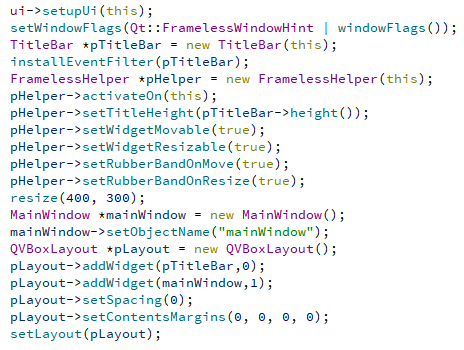 ui->setupUi(this);
setWindowFlags(Qt::FramelessWindowHint | windowFlags());
TitleBar *pTitleBar = new TitleBar(this);
installEventFilter(pTitleBar);
FramelessHelper *pHelper = new FramelessHelper(this);
pHelper->activateOn(this);
pHelper->setTitleHeight(pTitleBar->height());
pHelper->setWidgetMovable(true);
pHelper->setWidgetResizable(true);
pHelper->setRubberBandOnMove(true);
pHelper->setRubberBandOnResize(true);
resize(400, 300);
MainWindow *mainWindow = new MainWindow();
mainWindow->setObjectName("mainWindow");
QVBoxLayout *pLayout = new QVBoxLayout();
pLayout->addWidget(pTitleBar,0);
pLayout->addWidget(mainWindow,1);
pLayout->setSpacing(0);
pLayout->setContentsMargins(0, 0, 0, 0);
setLayout(pLayout);